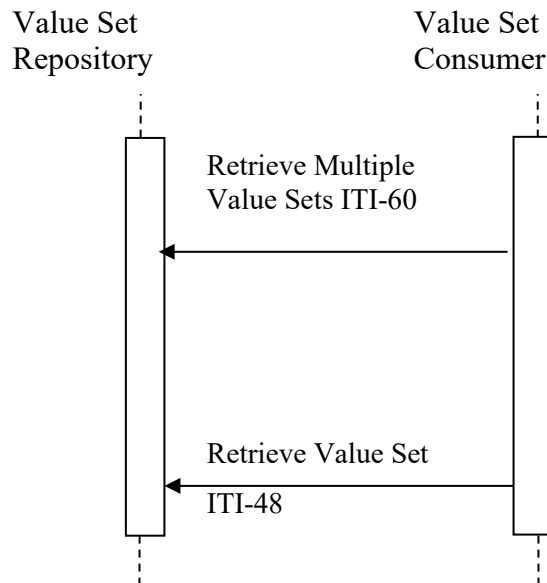 Value Set
Repository
Value Set
Consumer
Retrieve Multiple
Value Sets ITI-60
Retrieve Value Set
ITI-48